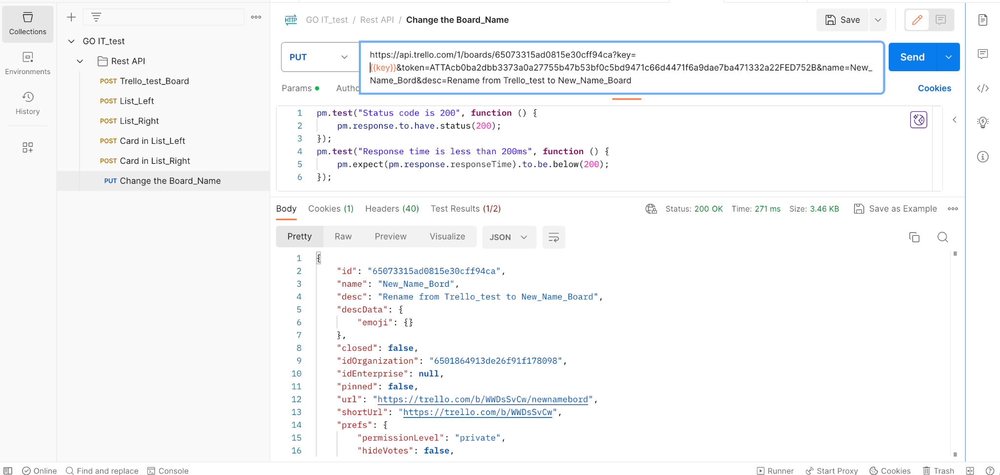 Collections
Environments
History
GO IT_test
Rest API
POST Trello_test_Board
POST List_Left
POST List_Right
POST Card in List_Left
POST Card in List_Right
PUT Change the Board_Name
HTTP GO IT_test / Rest API / Change the Board_Name
Save
PUT
https://api.trello.com/1/boards/65073315ad0815e30cff94ca?key=
{{key}}&token=ATTAcb0ba2dbb3373a0a27755b47b53bf0c5bd9471c66d4471f6a9dae7ba471332a22FED752B&name=New_
Name_Bord&desc=Rename from Trello_test to New_Name_Board
Send
Params Autho
Cookies
1 pm.test("Status code is 200", function () {
2 pm.response.to.have.status(200);
3 });
4 pm.test("Response time is less than 200ms", function () {
5 pm.expect(pm.response.responseTime).to.be.below(200);
6 });
Body Cookies (1) Headers (40) Test Results (1/2) Status: 200 OK Time: 271 ms Size: 3.46 KB Save as Example
Pretty Raw Preview Visualize JSON
1 {
2 "id": "65073315ad0815e30cff94ca",
3 "name": "New_Name_Bord",
4 "desc": "Rename from Trello_test to New_Name_Board",
5 "descData": {
6 "emoji": {}
7 },
8 "closed": false,
9 "idOrganization": "6501864913de26f91f178098",
10 "idEnterprise": null,
11 "pinned": false,
12 "url": "https://trello.com/b/WWDsSvCw/newnamebord",
13 "shortUrl": "https://trello.com/b/WWDsSvCw",
14 "prefs": {
15 "permissionLevel": "private",
16 "hideVotes": false,
Online Find and replace Console Runner Start Proxy Cookies Trash